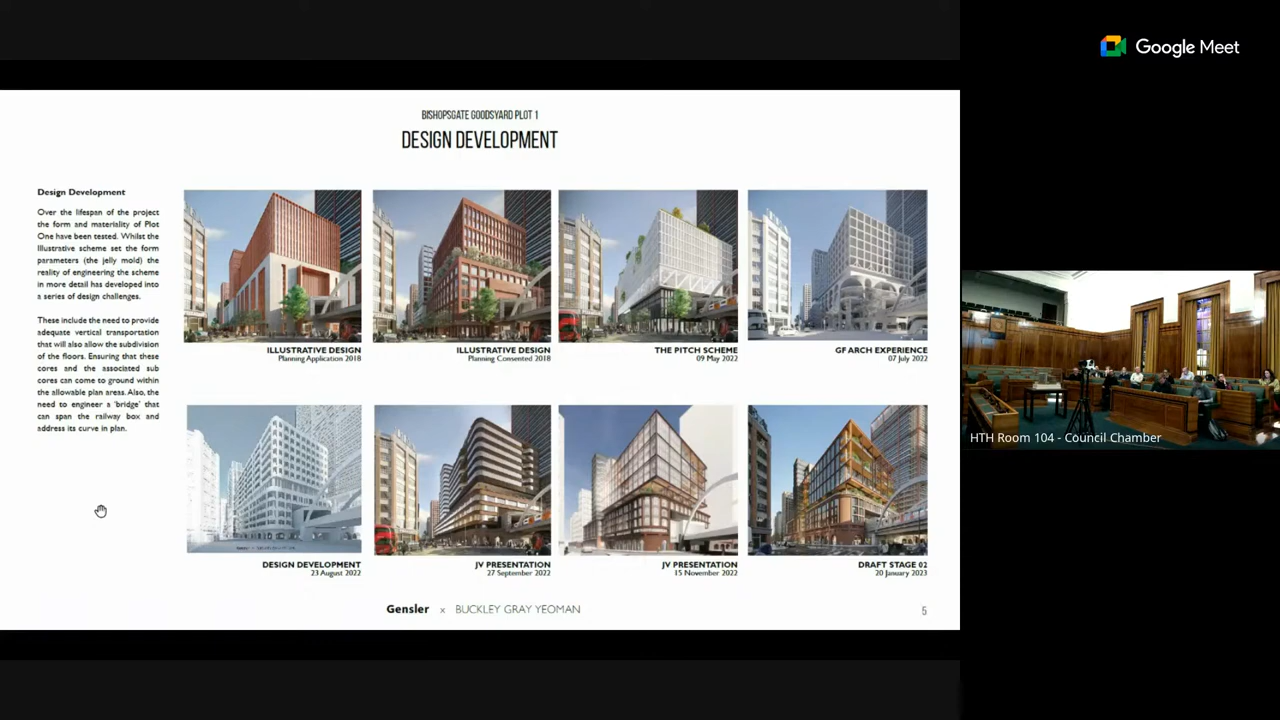 Google Meet
BISHOPSGATE GOODSYARD PLOT 1
DESIGN DEVELOPMENT
Design Development
Over the lifespan of the project
the form and materiality of Plot
One have been tested. Whilst the
Illustrative scheme set the form
parameters (the jelly mold) the
reality of engineering the scheme
in more detail has developed into
a series of design challenges.
These include the need to provide
adequate vertical transportation
that will also allow the subdivision
of the floors. Ensuring that these
cores and the associated sub
cores can come to ground within
the allowable plan areas. Also, the
need to engineer a 'bridge' that
can span the railway box and
address its curve in plan.
ILLUSTRATIVE DESIGN
Planning Application 2018
ILLUSTRATIVE DESIGN
Planning Consented 2018
THE PITCH SCHEME
09 May 2022
GF ARCH EXPERIENCE
07 July 2022
DESIGN DEVELOPMENT
23 August 2022
JV PRESENTATION
27 September 2022
JV PRESENTATION
15 November 2022
DRAFT STAGE 02
20 January 2023
Gensler x BUCKLEY GRAY YEOMAN
5
HTH Room 104 - Council Chamber